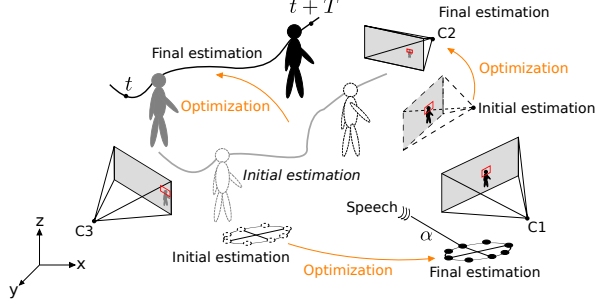 t + T
Final estimation
C2
Final estimation
t
Optimization
Optimization
Initial estimation
Initial estimation
Speech
C3
C1
α
z
Initial estimation
Final estimation
x
Optimization
y